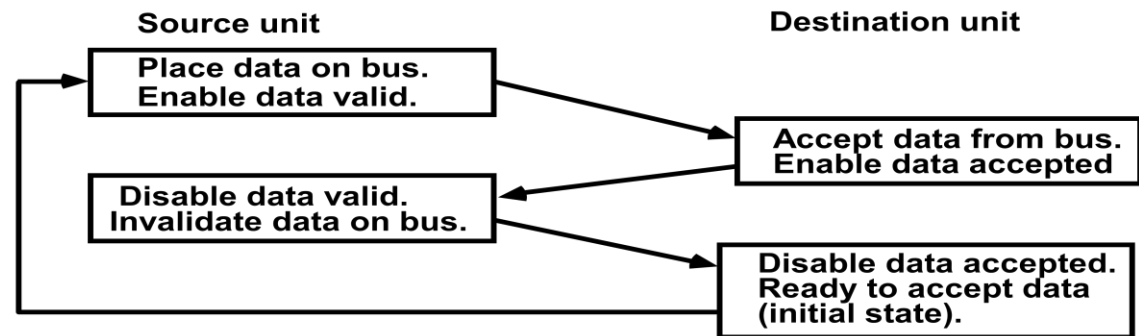 Source unit
Destination unit
Place data on bus.
Enable data valid.
Accept data from bus.
Enable data accepted
Disable data valid.
Invalidate data on bus.
Disable data accepted.
Ready to accept data
(initial state).